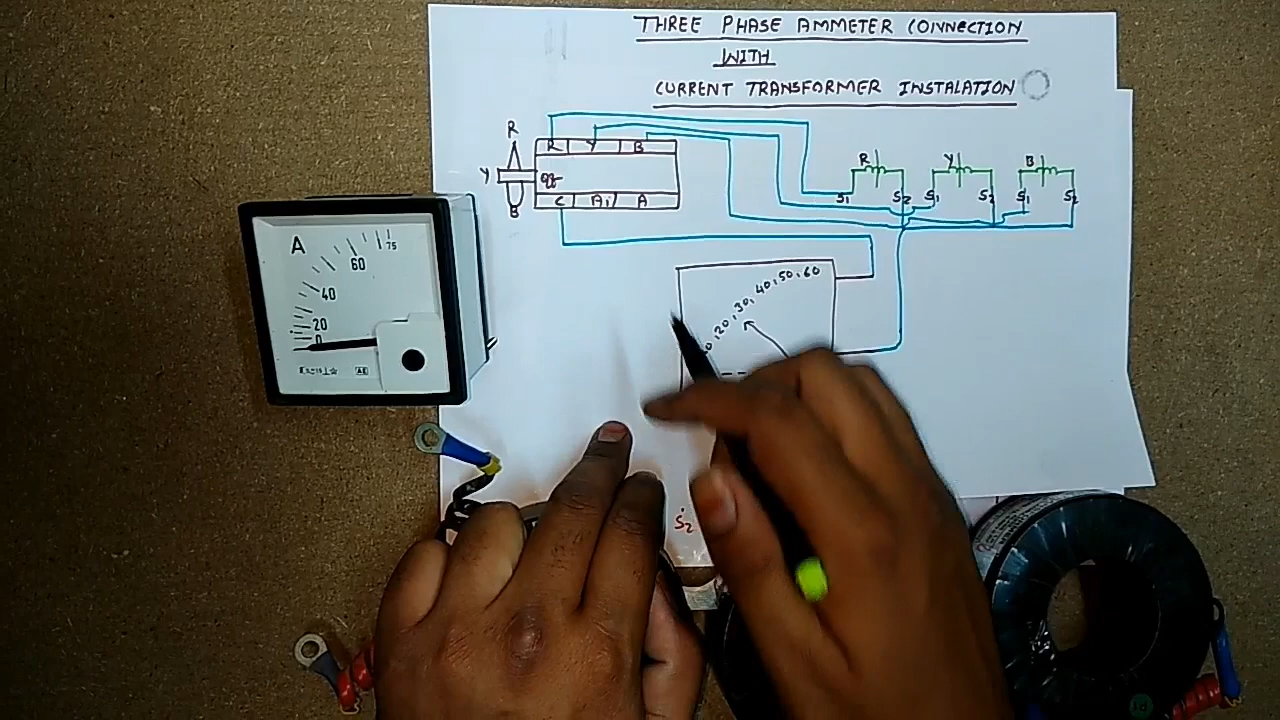 THREE PHASE AMMETER CONNECTION
WITH
CURRENT TRANSFORMER INSTALATION
R
Y
B
R Y B
off
C A1 A
R Y B
S1 S2 S1 S2 S1 S2
20, 30, 40, 50, 60
S2
A
0 20 40 60 75